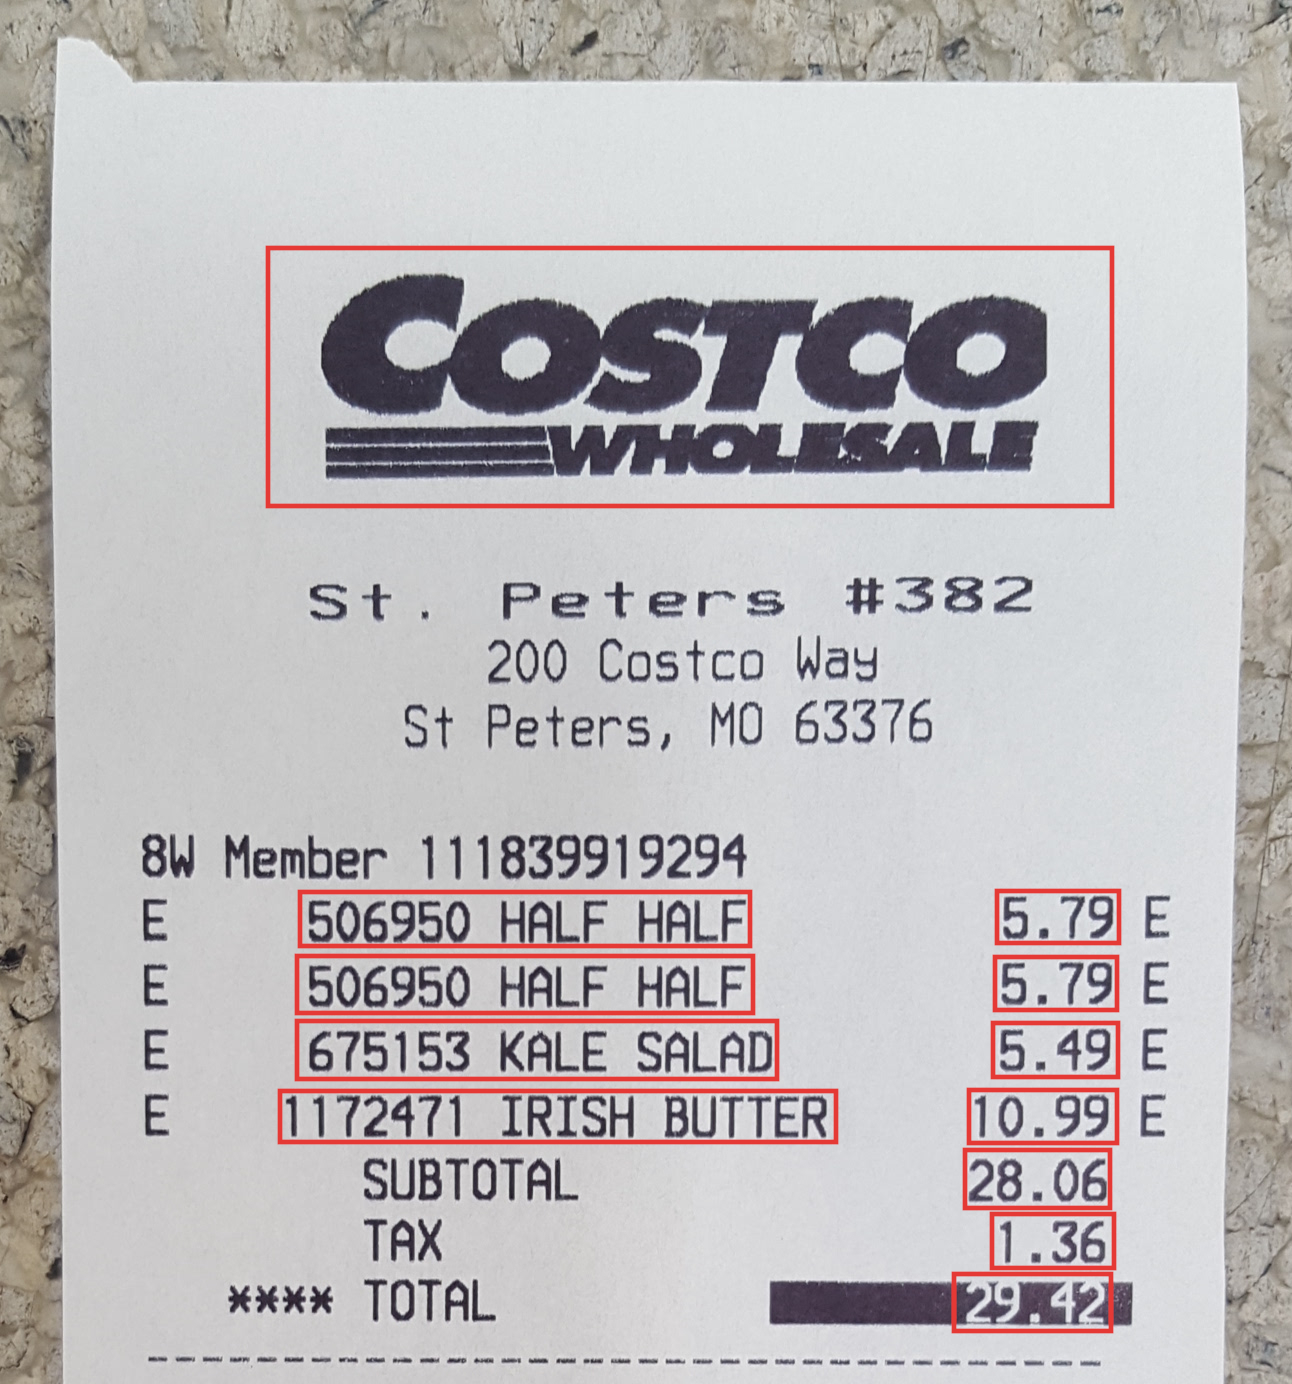 COSTCO
WHOLESALE
St. Peters #382
200 Costco Way
St Peters, MO 63376
8W Member 111839919294
E 506950 HALF HALF 5.79 E
E 506950 HALF HALF 5.79 E
E 675153 KALE SALAD 5.49 E
E 1172471 IRISH BUTTER 10.99 E
SUBTOTAL 28.06
TAX 1.36
**** TOTAL 29.42